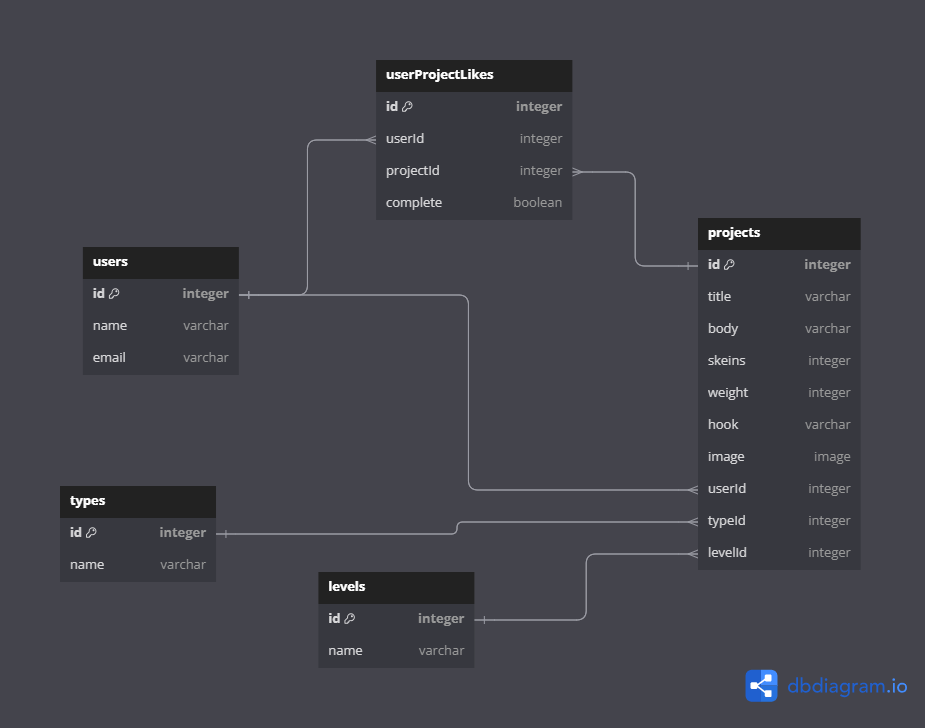 userProjectLikes
id integer
userId integer
projectId integer
complete boolean
users
id integer
name varchar
email varchar
projects
id integer
title varchar
body varchar
skeins integer
weight integer
hook varchar
image image
userId integer
typeId integer
levelId integer
types
id integer
name varchar
levels
id integer
name varchar
dbdiagram.io